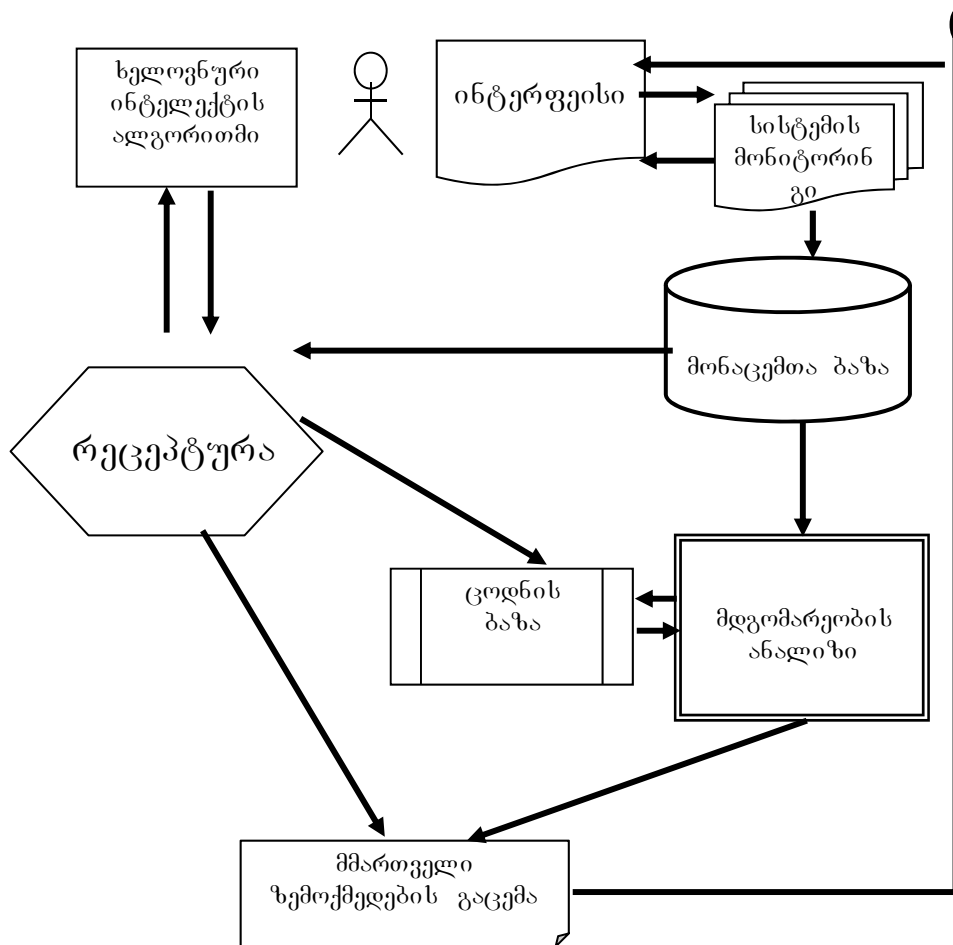 ხელოვნური
ინტელექტის
ალგორითმი
ინტერფეისი
სისტემის
მონიტორინ
გი
მონაცემთა ბაზა
რეცეპტურა
ცოდნის
ბაზა
მდგომარეობის
ანალიზი
მმართველი
ზემოქმედების გაცემა